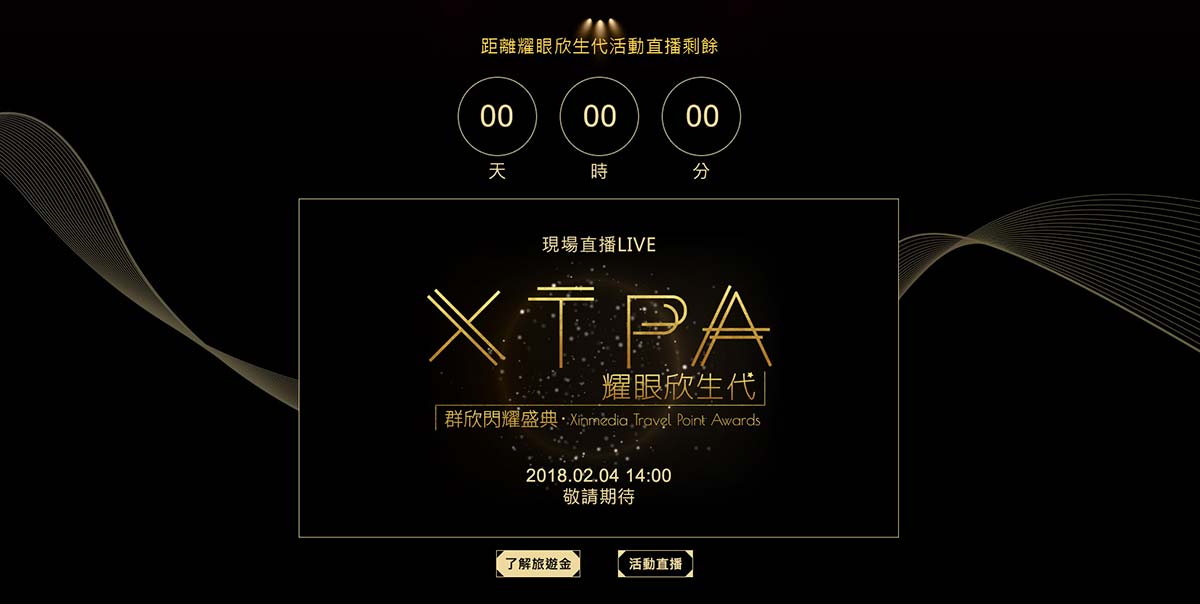 距離耀眼欣生代活動直播剩餘
00 00 00
天 時 分
現場直播LIVE
XTPA
耀眼欣生代
群欣閃耀盛典·Xinmedia Travel Point Awards
2018.02.04 14:00
敬請期待
了解旅遊金 活動直播